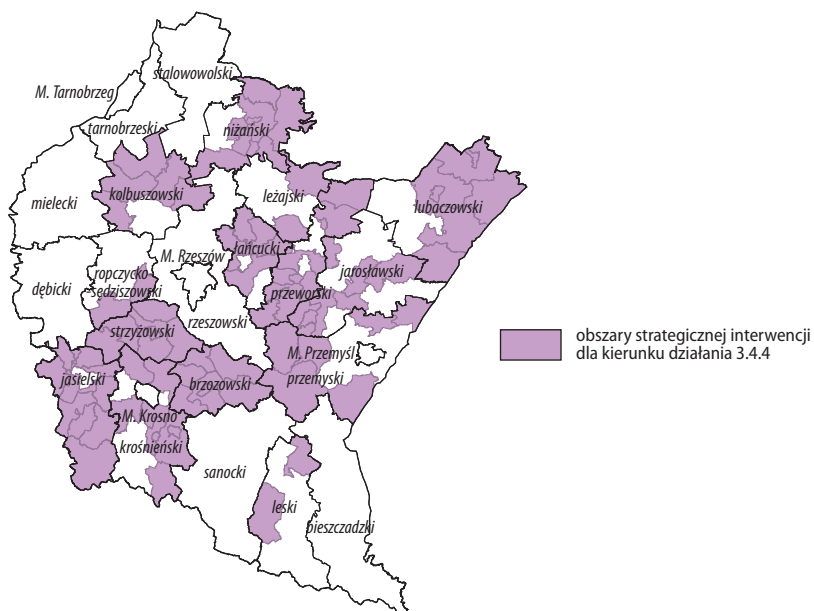 stalowowolski
M. Tarnobrzeg
tarnobrzeski
niżański
kolbuszowski
mielecki
leżajski
lubaczowski
łańcucki
M. Rzeszów
jarosławski
ropczycko-
sędziszowski
dębicki
przeworski
rzeszowski
strzyżowski
M. Przemyśl
przemyski
jasielski
brzozowski
M. Krosno
krośnieński
sanocki
leski
bieszczadzki
obszary strategicznej interwencji
dla kierunku działania 3.4.4